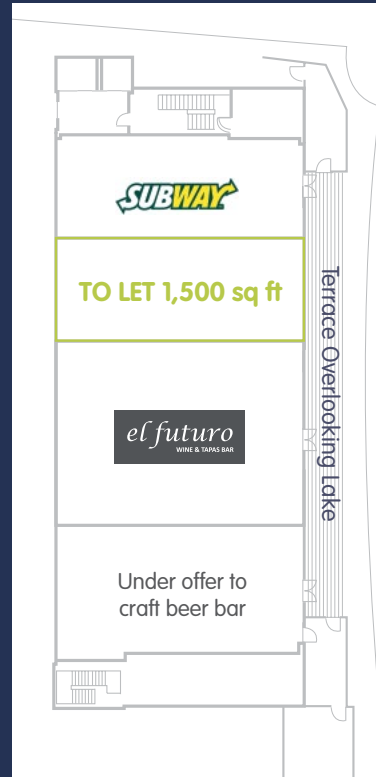 SUBWAY
TO LET 1,500 sq ft
Terrace Overlooking Lake
el futuro
WINE & TAPAS BAR
Under offer to
craft beer bar